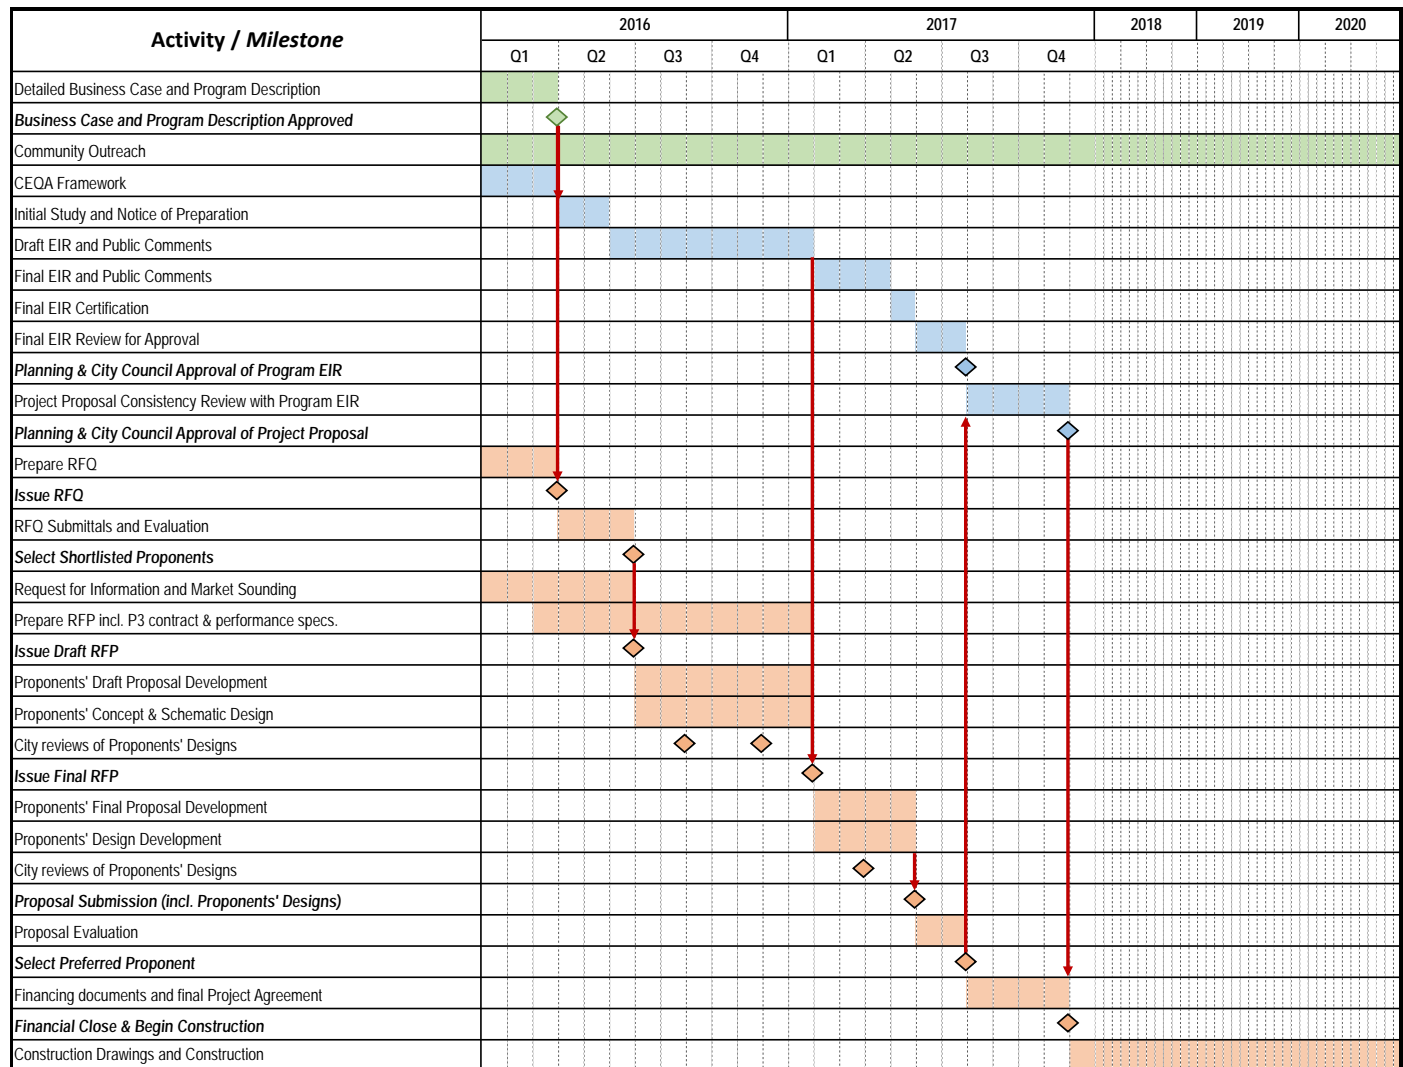 Activity / Milestone
2016 2017 2018 2019 2020
Q1 Q2 Q3 Q4 Q1 Q2 Q3 Q4
Detailed Business Case and Program Description
Business Case and Program Description Approved
Community Outreach
CEQA Framework
Initial Study and Notice of Preparation
Draft EIR and Public Comments
Final EIR and Public Comments
Final EIR Certification
Final EIR Review for Approval
Planning & City Council Approval of Program EIR
Project Proposal Consistency Review with Program EIR
Planning & City Council Approval of Project Proposal
Prepare RFQ
Issue RFQ
RFQ Submittals and Evaluation
Select Shortlisted Proponents
Request for Information and Market Sounding
Prepare RFP incl. P3 contract & performance specs.
Issue Draft RFP
Proponents' Draft Proposal Development
Proponents' Concept & Schematic Design
City reviews of Proponents' Designs
Issue Final RFP
Proponents' Final Proposal Development
Proponents' Design Development
City reviews of Proponents' Designs
Proposal Submission (incl. Proponents' Designs)
Proposal Evaluation
Select Preferred Proponent
Financing documents and final Project Agreement
Financial Close & Begin Construction
Construction Drawings and Construction